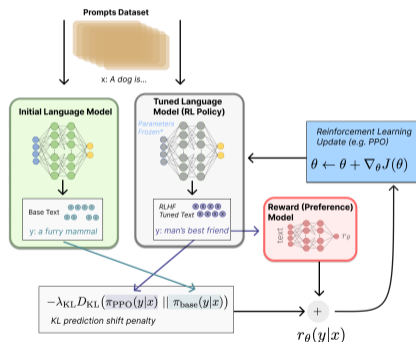 Prompts Dataset
x: A dog is...
Initial Language Model
Tuned Language
Model (RL Policy)
Parameters
Frozen*
Reinforcement Learning
Update (e.g. PPO)
θ ← θ + ∇θJ(θ)
Base Text
y: a furry mammal
RLHF
Tuned Text
y: man's best friend
Reward (Preference)
Model
text
rθ
−λKL DKL(πPPO(y|x) || πbase(y|x))
KL prediction shift penalty
+
rθ(y|x)